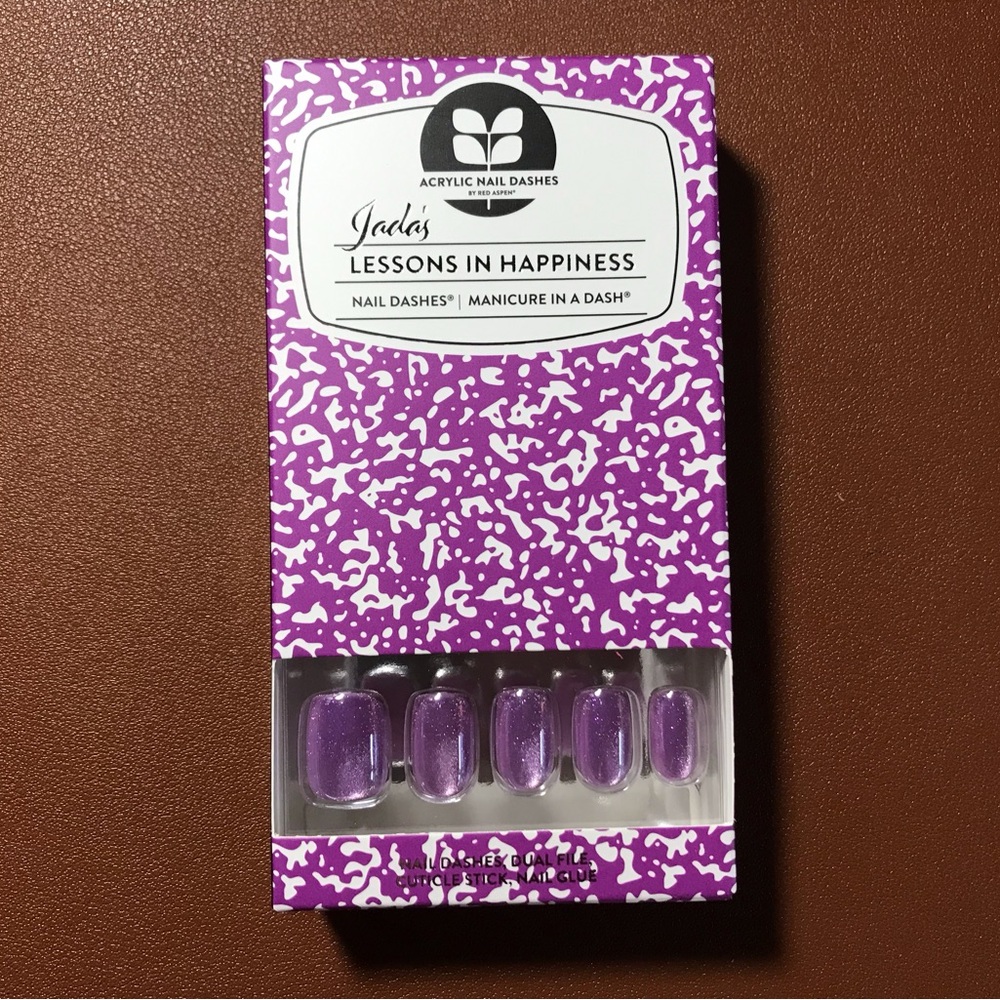 ACRYLIC NAIL DASHES
BY RED ASPEN®
Jada's
LESSONS IN HAPPINESS
NAIL DASHES® | MANICURE IN A DASH®
NAIL DASHES, DUAL FILE,
CUTICLE STICK, NAIL GLUE